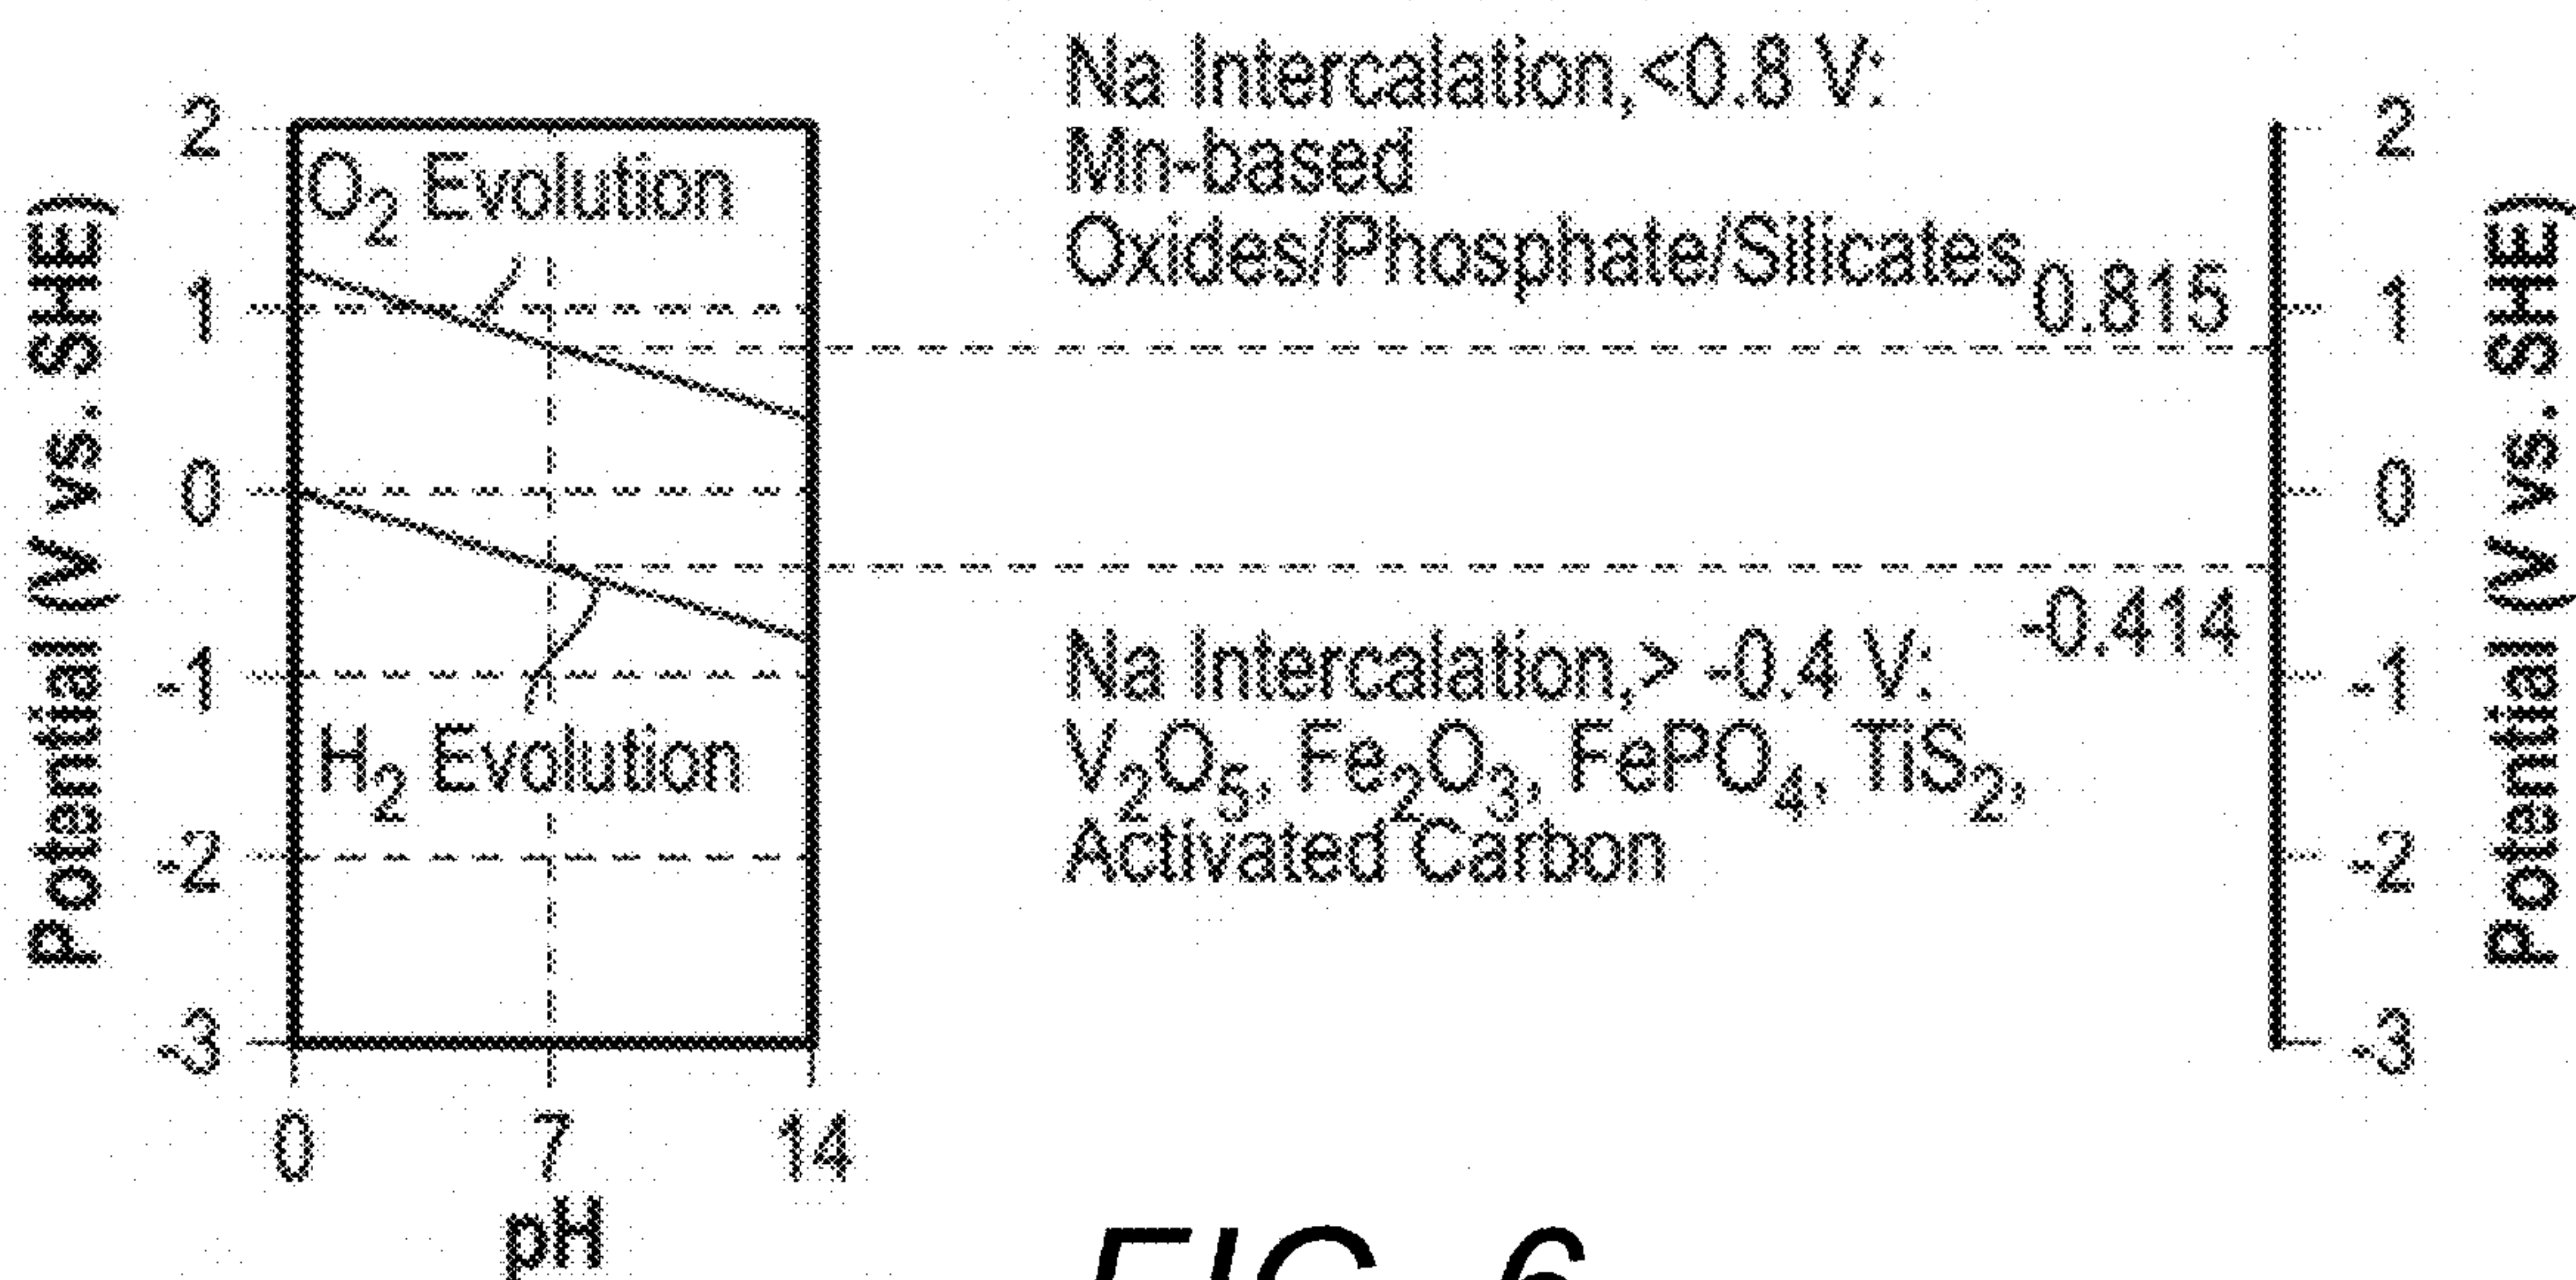 Potential (V vs. SHE)
2
1
0
-1
-2
-3
O2 Evolution
H2 Evolution
0 7 14
pH
Na Intercalation,<0.8 V:
Mn-based
Oxides/Phosphate/Silicates
0.815
-0.414
Na Intercalation,> -0.4 V:
V2O5, Fe2O3, FePO4, TiS2,
Activated Carbon
2
1
0
-1
-2
-3
Potential (V vs. SHE)
FIG. 6